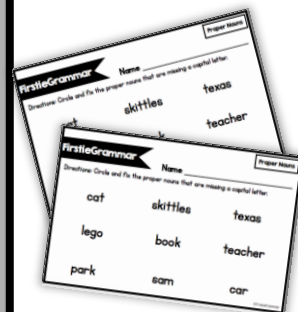 Proper Nouns
FirstieGrammar
Name
Directions: Circle and fix the proper nouns that are missing a capital letter.
skittles
texas
teacher
FirstieGrammar
Proper Nouns
Name
Directions: Circle and fix the proper nouns that are missing a capital letter.
cat skittles texas
lego book teacher
park sam car